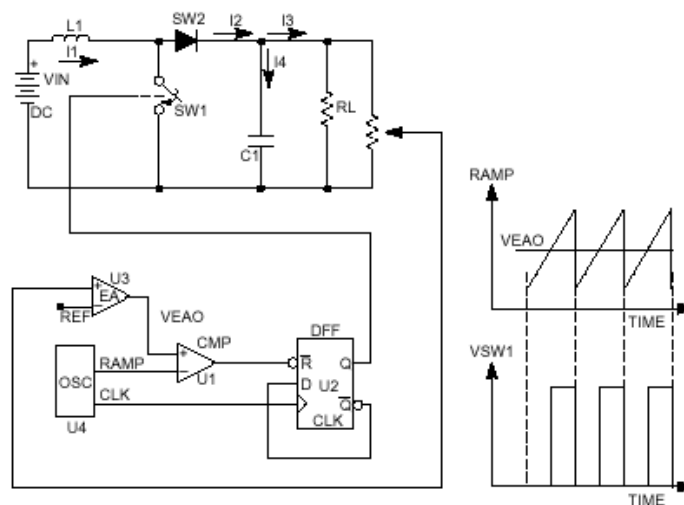 L1
SW2
I2
I3
I1
I4
+
VIN
DC
SW1
RL
C1
RAMP
VEAO
TIME
U3
+
EA
−
REF
VEAO
CMP
DFF
+
−
U1
R
Q
D
U2
Q
CLK
OSC
RAMP
CLK
U4
VSW1
TIME